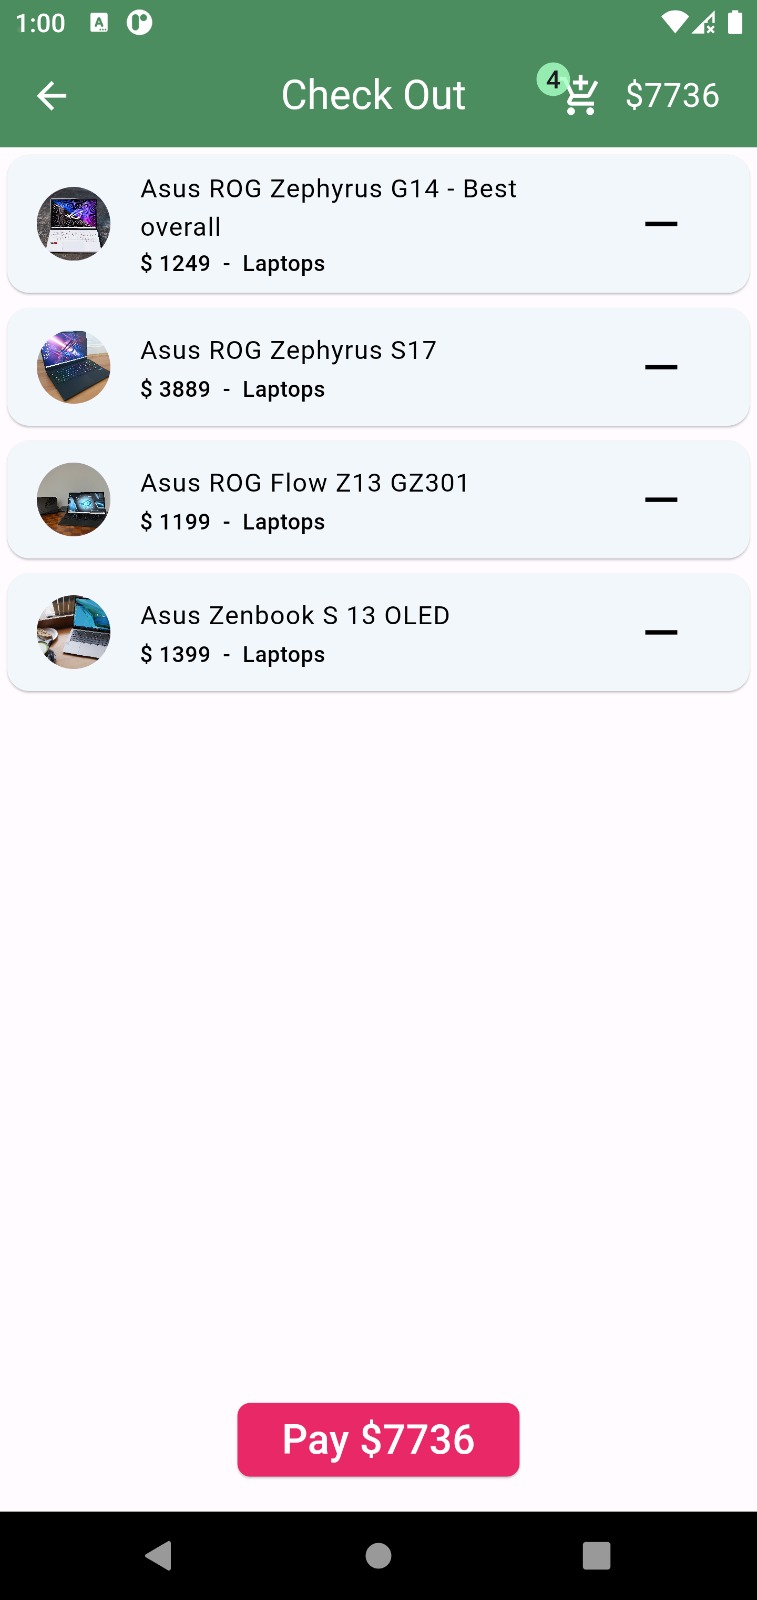 1:00
A
Check Out
4
$7736
Asus ROG Zephyrus G14 - Best
overall
$ 1249 - Laptops
Asus ROG Zephyrus S17
$ 3889 - Laptops
Asus ROG Flow Z13 GZ301
$ 1199 - Laptops
Asus Zenbook S 13 OLED
$ 1399 - Laptops
Pay $7736